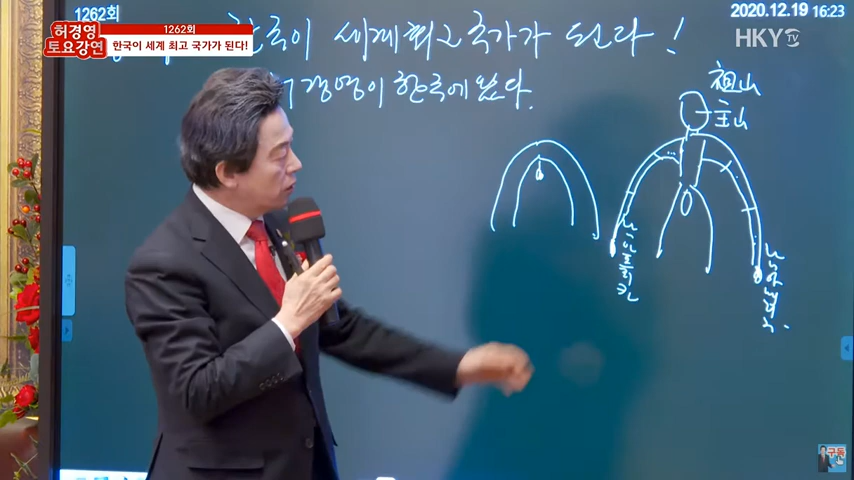 1262회
허경영
토요강연
1262회
한국이 세계 최고 국가가 된다!
2020.12.19 16:23
HKY TV
한국이 세계 최고 국가가 된다!
허경영이 한국에 왔다.
祖山
主山
구독